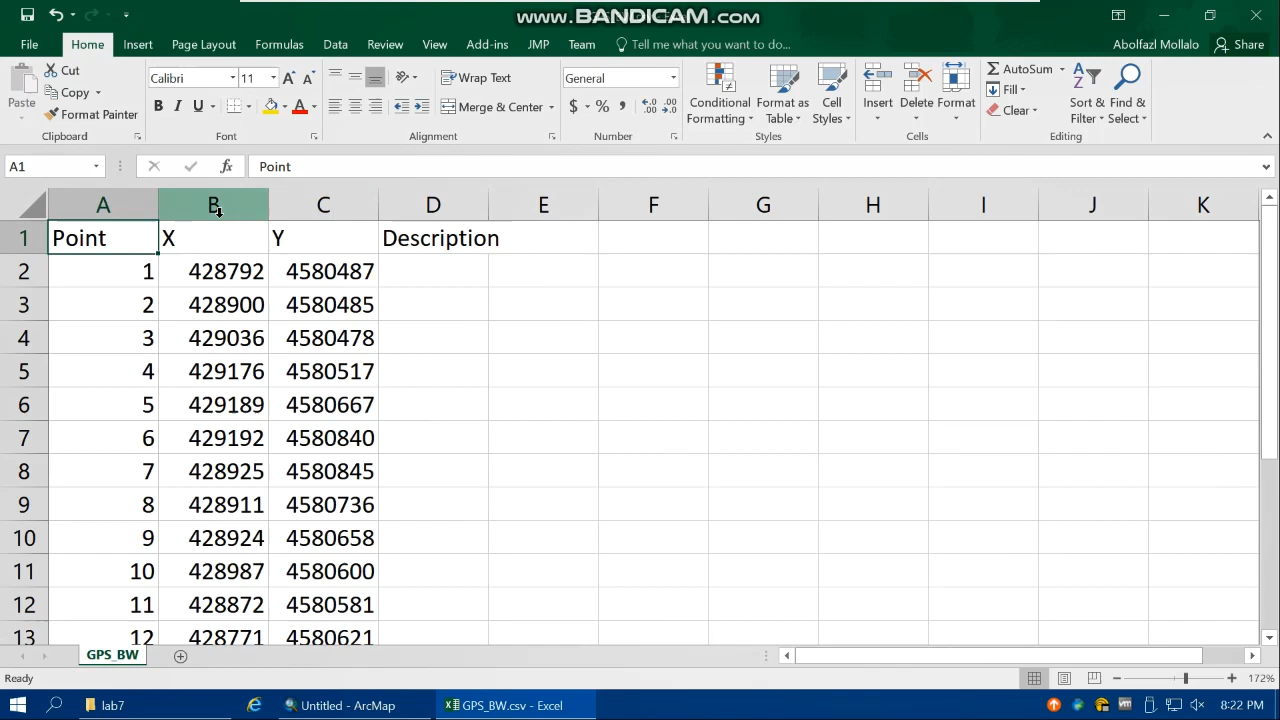 www.BANDICAM.com
File Home Insert Page Layout Formulas Data Review View Add-ins JMP Team Tell me what you want to do... Abolfazl Mollalo Share
Paste Cut Copy Format Painter
Calibri 11
B I U A
Wrap Text
Merge & Center
General
$ % ,
Conditional Formatting Format as Table Cell Styles
Insert Delete Format
AutoSum Fill Clear
Sort & Filter Find & Select
Clipboard Font Alignment Number Styles Cells Editing
A1 fx Point
A B C D E F G H I J K
1 Point X Y Description
2 1 428792 4580487
3 2 428900 4580485
4 3 429036 4580478
5 4 429176 4580517
6 5 429189 4580667
7 6 429192 4580840
8 7 428925 4580845
9 8 428911 4580736
10 9 428924 4580658
11 10 428987 4580600
12 11 428872 4580581
13 12 428771 4580621
GPS_BW
Ready 172%
lab7 Untitled - ArcMap GPS_BW.csv - Excel 8:22 PM